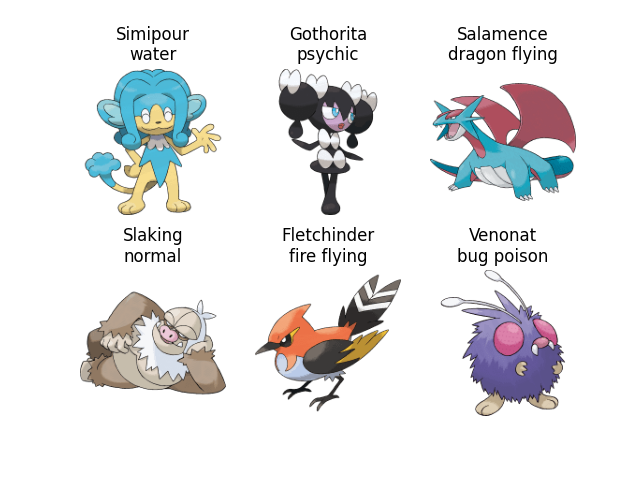 Simipour
water
Gothorita
psychic
Salamence
dragon flying
Slaking
normal
Fletchinder
fire flying
Venonat
bug poison